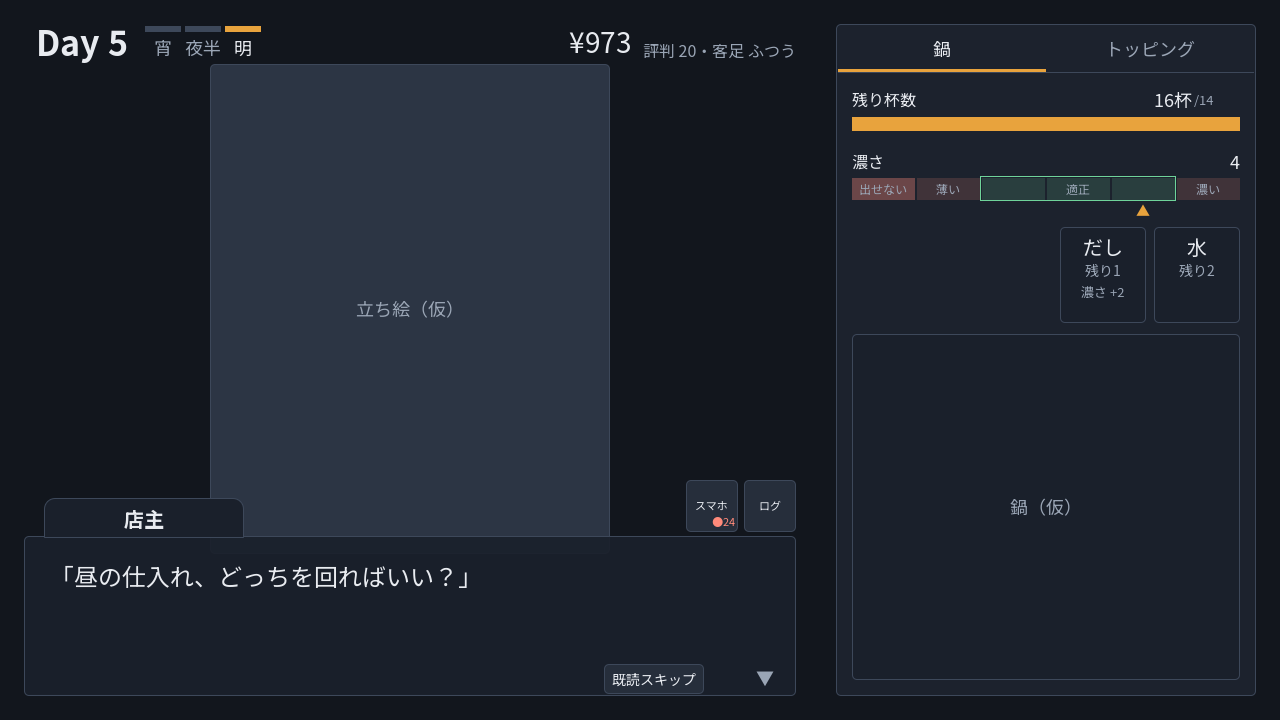 Day 5
宵 夜半 明
¥973 評判 20・客足 ふつう
立ち絵（仮）
スマホ
24
ログ
店主
「昼の仕入れ、どっちを回ればいい？」
既読スキップ
▼
鍋 トッピング
残り杯数 16杯/14
濃さ 4
出せない 薄い 適正 濃い
だし
残り1
濃さ +2
水
残り2
鍋（仮）